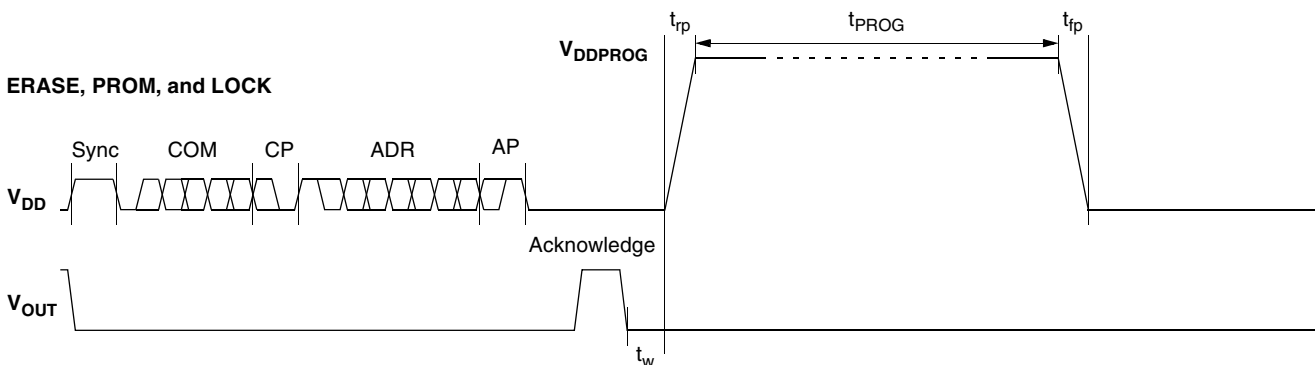 t_rp t_PROG t_fp
V_DDPROG
ERASE, PROM, and LOCK
Sync COM CP ADR AP
V_DD
Acknowledge
V_OUT
t_w